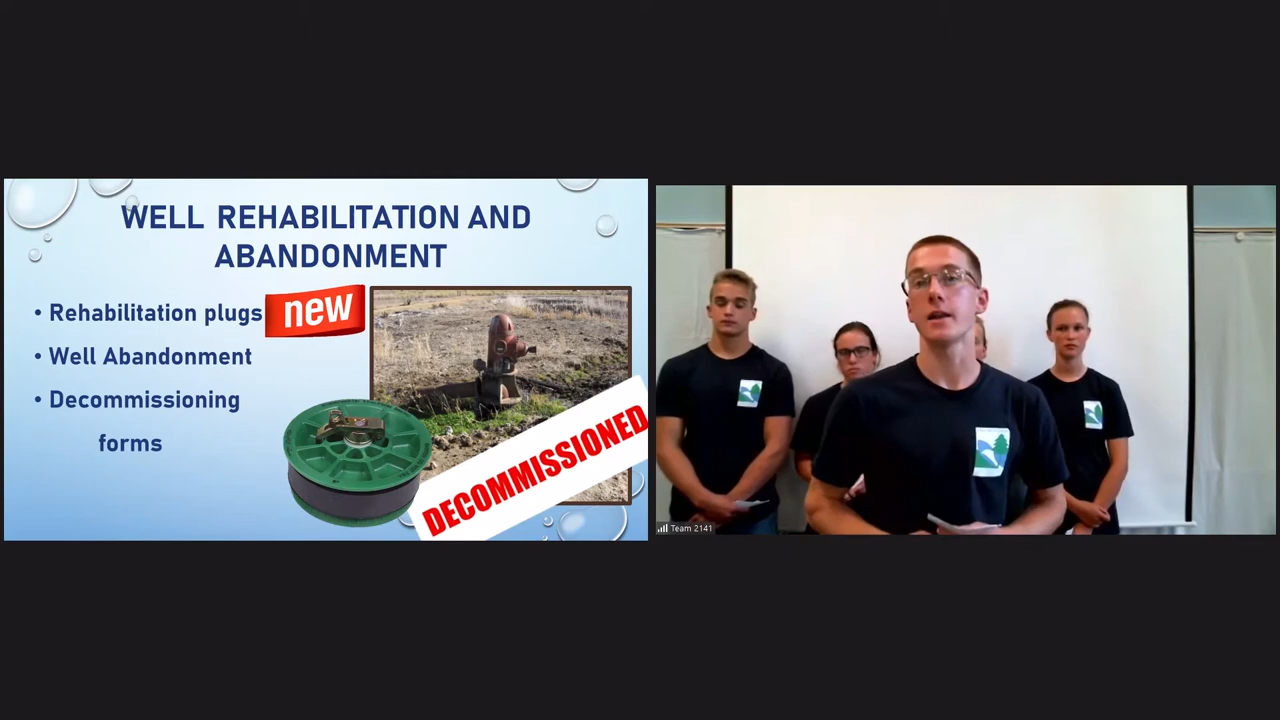 WELL REHABILITATION AND
ABANDONMENT
• Rehabilitation plugs
new
• Well Abandonment
• Decommissioning
forms
DECOMMISSIONED
Team 2141